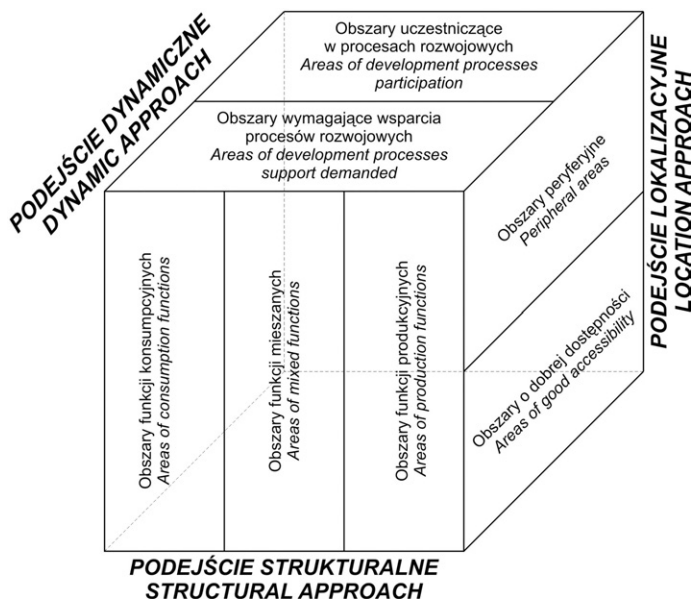 Obszary uczestniczące
w procesach rozwojowych
Areas of development processes
participation
Obszary wymagające wsparcia
procesów rozwojowych
Areas of development processes
support demanded
PODEJŚCIE DYNAMICZNE
DYNAMIC APPROACH
PODEJŚCIE LOKALIZACYJNE
LOCATION APPROACH
Obszary peryferyjne
Peripheral areas
Obszary o dobrej dostępności
Areas of good accessibility
Obszary funkcji konsumpcyjnych
Areas of consumption functions
Obszary funkcji mieszanych
Areas of mixed functions
Obszary funkcji produkcyjnych
Areas of production functions
PODEJŚCIE STRUKTURALNE
STRUCTURAL APPROACH